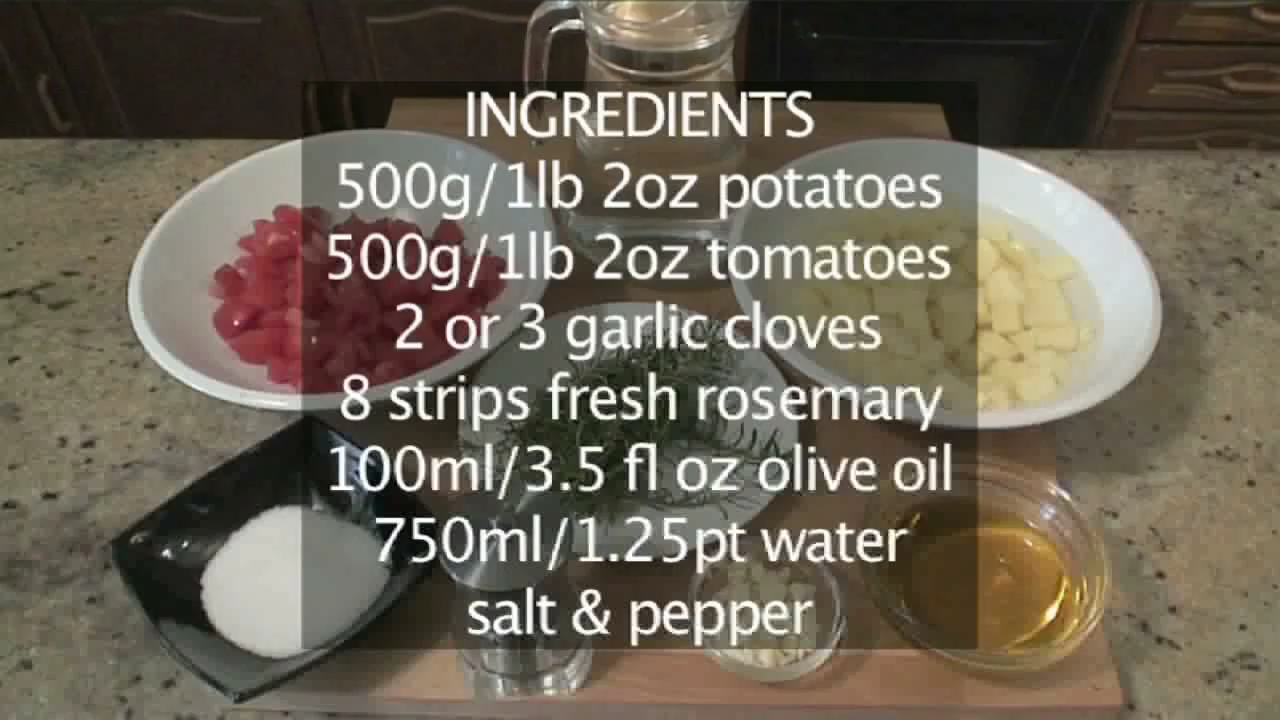 INGREDIENTS
500g/1lb 2oz potatoes
500g/1lb 2oz tomatoes
2 or 3 garlic cloves
8 strips fresh rosemary
100ml/3.5 fl oz olive oil
750ml/1.25pt water
salt & pepper